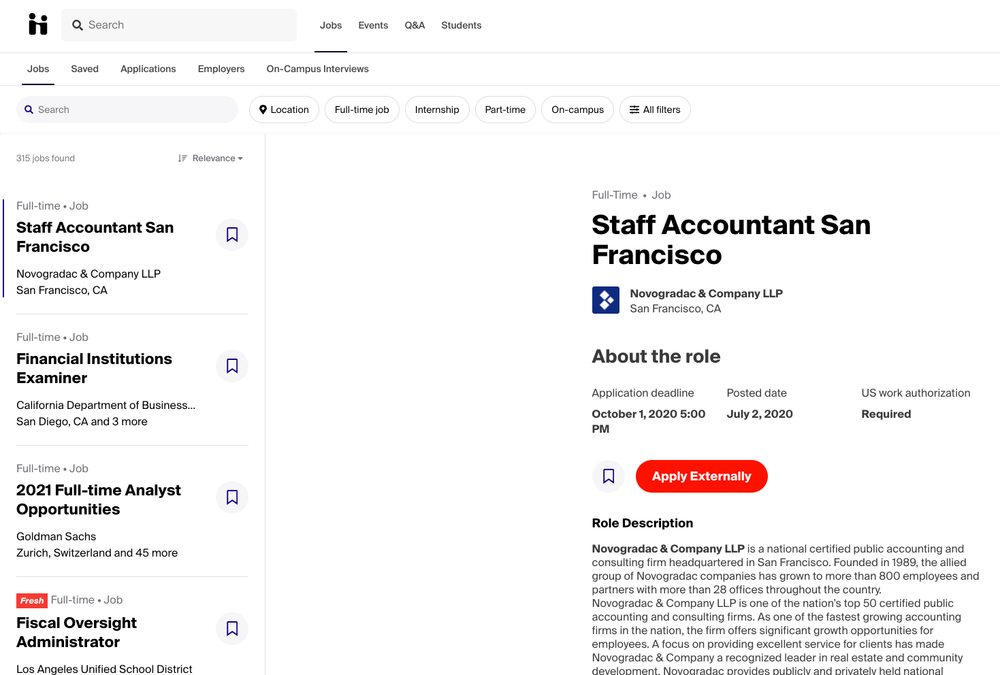 Search
Jobs
Events
Q&A
Students
Jobs
Saved
Applications
Employers
On-Campus Interviews
Search
Location
Full-time job
Internship
Part-time
On-campus
All filters
315 jobs found
Relevance
Full-time • Job
Staff Accountant San
Francisco
Novogradac & Company LLP
San Francisco, CA
Full-time • Job
Financial Institutions
Examiner
California Department of Business...
San Diego, CA and 3 more
Full-time • Job
2021 Full-time Analyst
Opportunities
Goldman Sachs
Zurich, Switzerland and 45 more
Fresh Full-time • Job
Fiscal Oversight
Administrator
Los Angeles Unified School District
Full-Time • Job
Staff Accountant San
Francisco
Novogradac & Company LLP
San Francisco, CA
About the role
Application deadline
October 1, 2020 5:00
PM
Posted date
July 2, 2020
US work authorization
Required
Apply Externally
Role Description
Novogradac & Company LLP is a national certified public accounting and
consulting firm headquartered in San Francisco. Founded in 1989, the allied
group of Novogradac companies has grown to more than 800 employees and
partners with more than 28 offices throughout the country.
Novogradac & Company LLP is one of the nation's top 50 certified public
accounting and consulting firms. As one of the fastest growing accounting
firms in the nation, the firm offers significant growth opportunities for
employees. A focus on providing excellent service for clients has made
Novogradac & Company a recognized leader in real estate and community
development. Novogradac provides publicly and privately held national